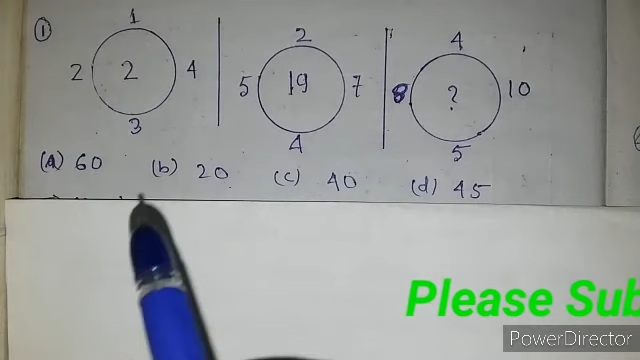 ① 1 2 4
2 2 4 5 19 7 8 ? 10
3 4 5
(A) 60 (b) 20 (c) 40 (d) 45
Please Sub
PowerDirector